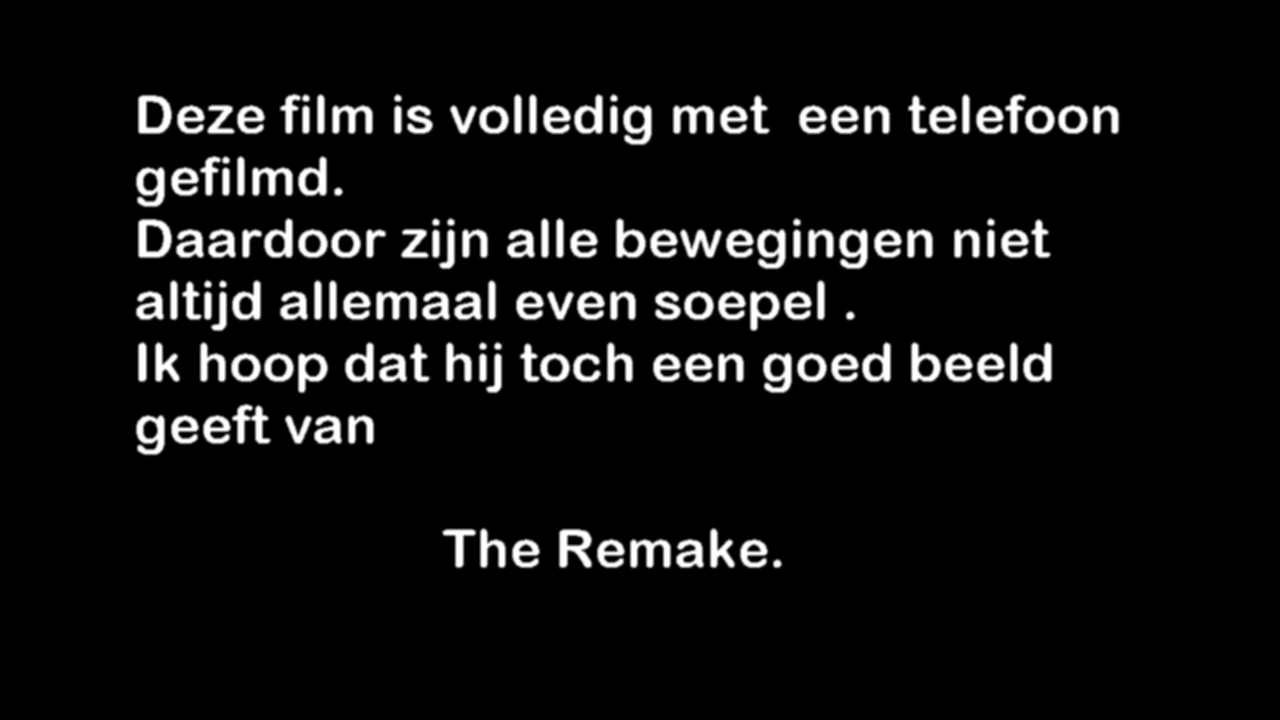 Deze film is volledig met  een telefoon
gefilmd.
Daardoor zijn alle bewegingen niet
altijd allemaal even soepel .
Ik hoop dat hij toch een goed beeld
geeft van
The Remake.